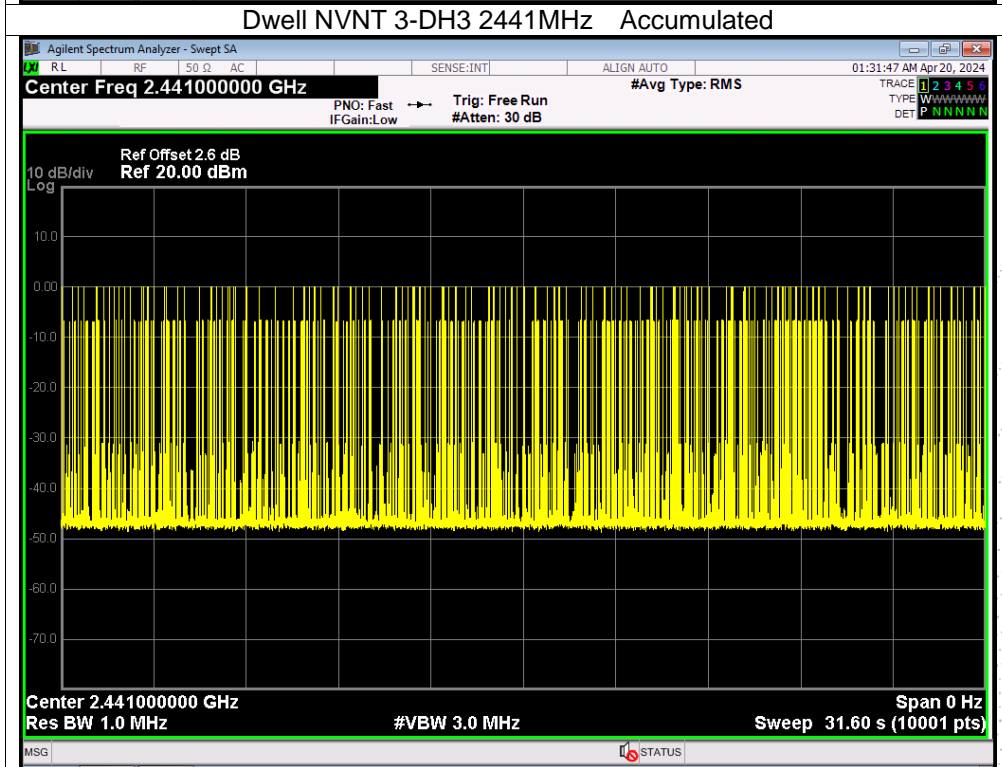 Dwell NVNT 3-DH3 2441MHz Accumulated
Agilent Spectrum Analyzer - Swept SA
LXI RL RF 50 Ω AC SENSE:INT ALIGN AUTO 01:31:47 AM Apr 20, 2024
Center Freq 2.441000000 GHz #Avg Type: RMS TRACE 1 2 3 4 5 6
PNO: Fast Trig: Free Run TYPE WWWWWW
IFGain:Low #Atten: 30 dB DET P N N N N N
Ref Offset 2.6 dB
10 dB/div Ref 20.00 dBm
Log
10.0
0.00
-10.0
-20.0
-30.0
-40.0
-50.0
-60.0
-70.0
Center 2.441000000 GHz Span 0 Hz
Res BW 1.0 MHz #VBW 3.0 MHz Sweep 31.60 s (10001 pts)
MSG STATUS